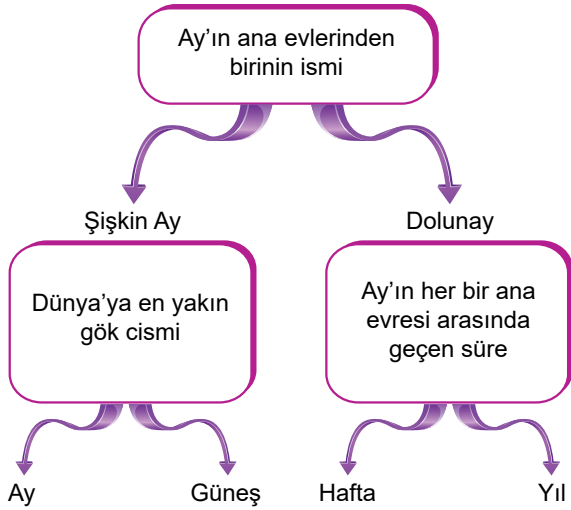 Ay’ın ana evlerinden
birinin ismi
Şişkin Ay
Dolunay
Dünya’ya en yakın
gök cismi
Ay’ın her bir ana
evresi arasında
geçen süre
Ay
Güneş
Hafta
Yıl